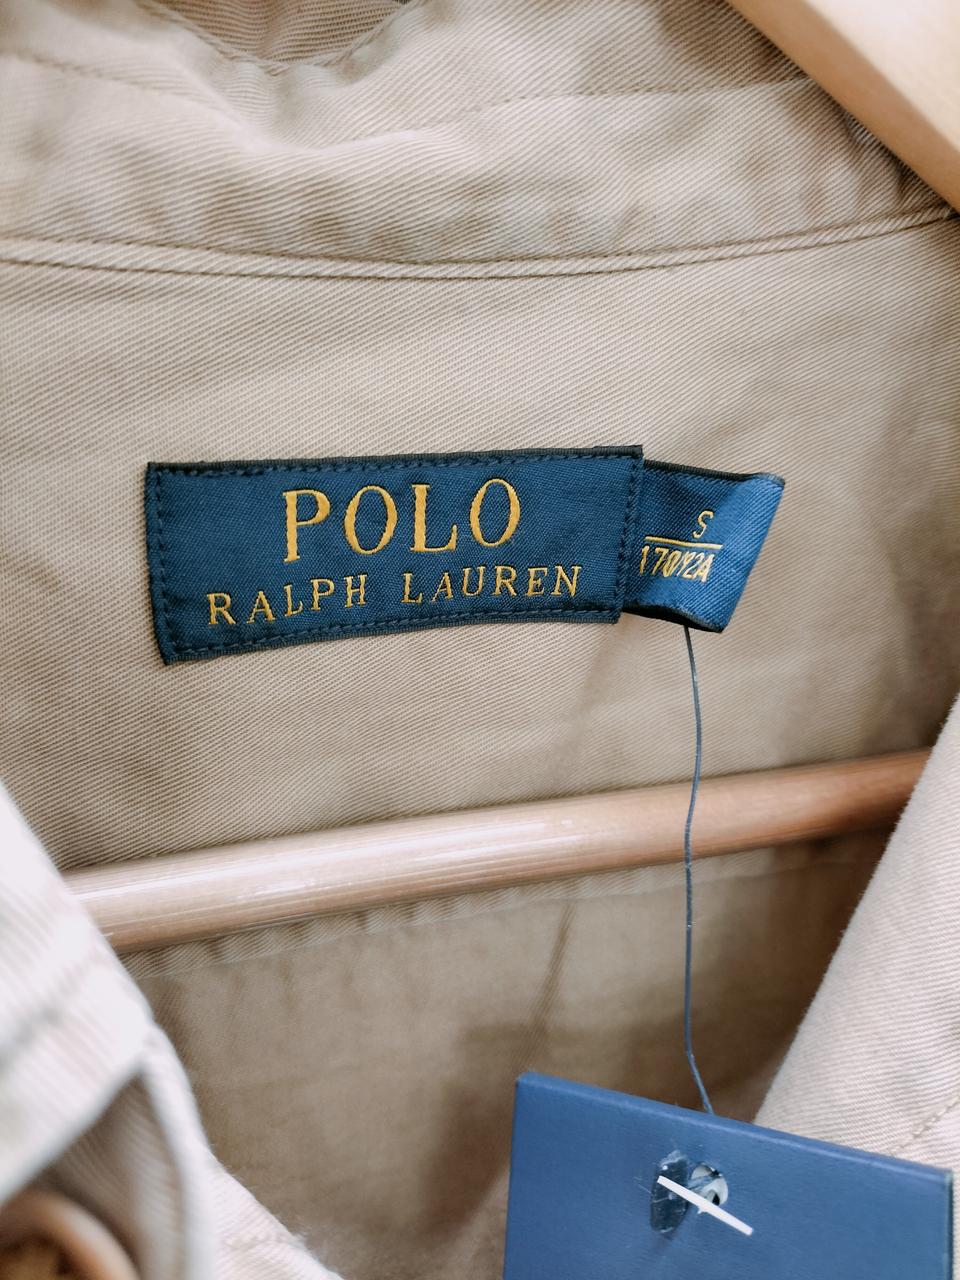 POLO
RALPH LAUREN
S
170/92A